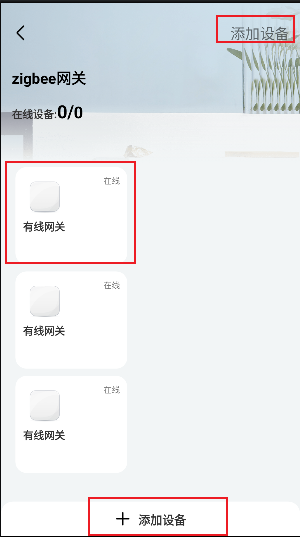 添加设备
zigbee网关
在线设备:0/0
在线
有线网关
在线
有线网关
在线
有线网关
+ 添加设备